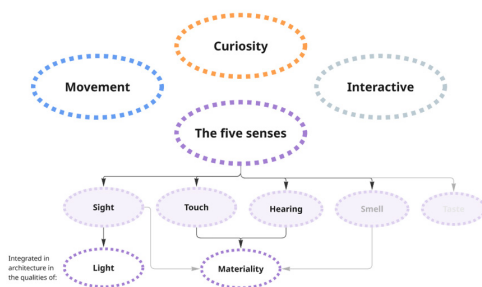 Curiosity
Movement
Interactive
The five senses
Sight
Touch
Hearing
Smell
Integrated in
architecture in
the qualities of:
Light
Materiality